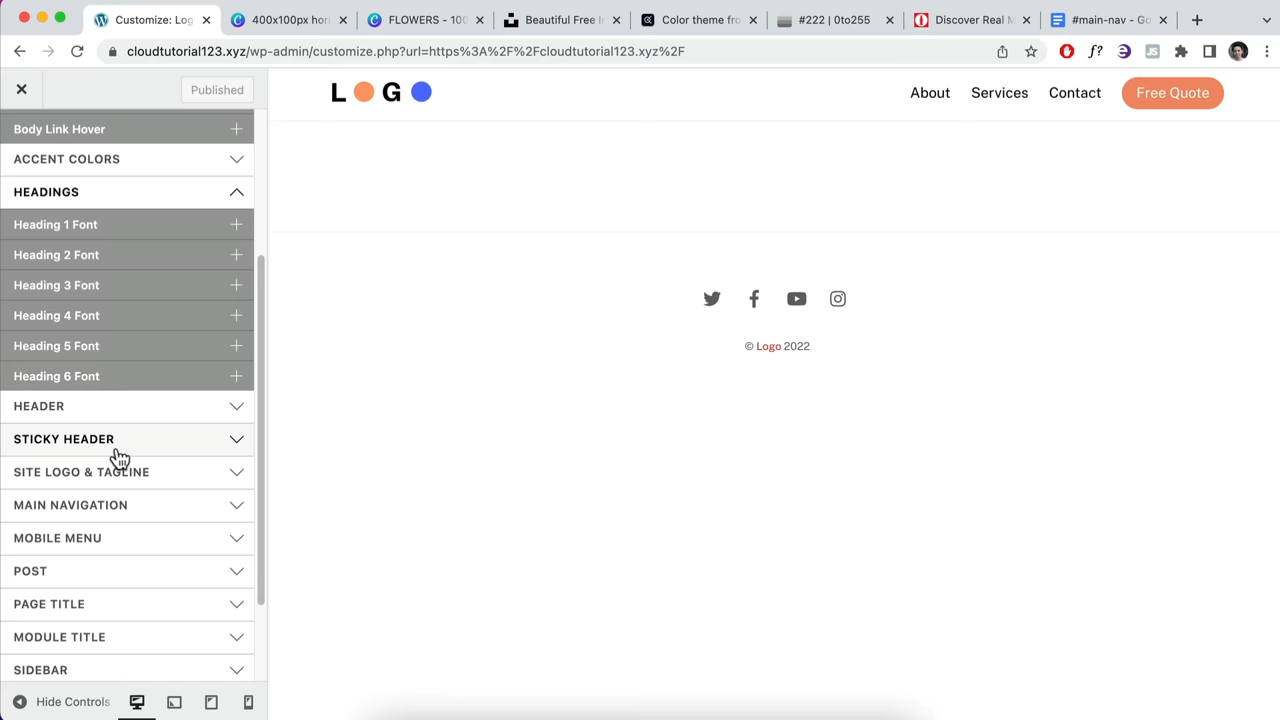 Customize: Log
400x100px hori
FLOWERS - 100
Beautiful Free I
Color theme fro
#222 | 0to255
Discover Real M
#main-nav - Go
cloudtutorial123.xyz/wp-admin/customize.php?url=https%3A%2F%2Fcloudtutorial123.xyz%2F
Published
LOGO
About
Services
Contact
Free Quote
Body Link Hover
ACCENT COLORS
HEADINGS
Heading 1 Font
Heading 2 Font
Heading 3 Font
Heading 4 Font
Heading 5 Font
Heading 6 Font
HEADER
STICKY HEADER
SITE LOGO & TAGLINE
MAIN NAVIGATION
MOBILE MENU
POST
PAGE TITLE
MODULE TITLE
SIDEBAR
Hide Controls
© Logo 2022